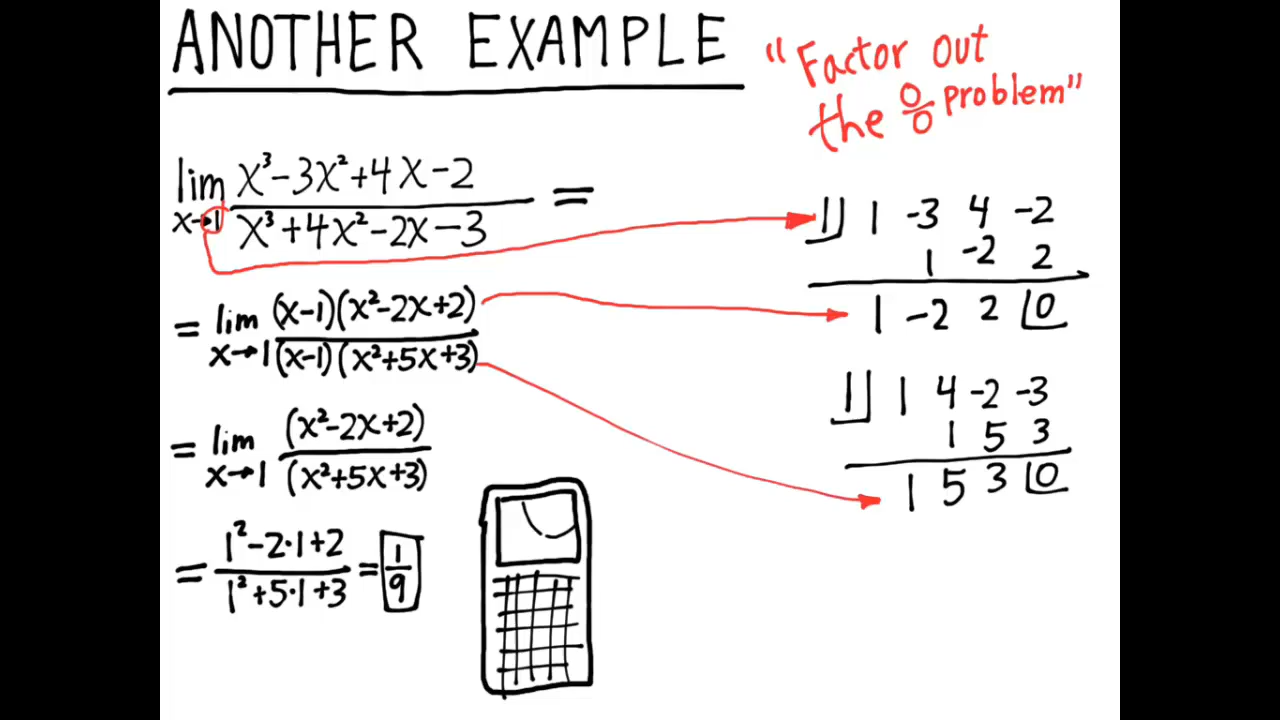 ANOTHER EXAMPLE
"Factor out
the 0/0 problem"
lim x→1 (x³-3x²+4x-2)/(x³+4x²-2x-3) =
= lim x→1 (x-1)(x²-2x+2)/(x-1)(x²+5x+3)
= lim x→1 (x²-2x+2)/(x²+5x+3)
= (1²-2·1+2)/(1²+5·1+3) = 1/9
1 1 -3 4 -2
1 -2 2
1 -2 2 0
1 1 4 -2 -3
1 5 3
1 5 3 0